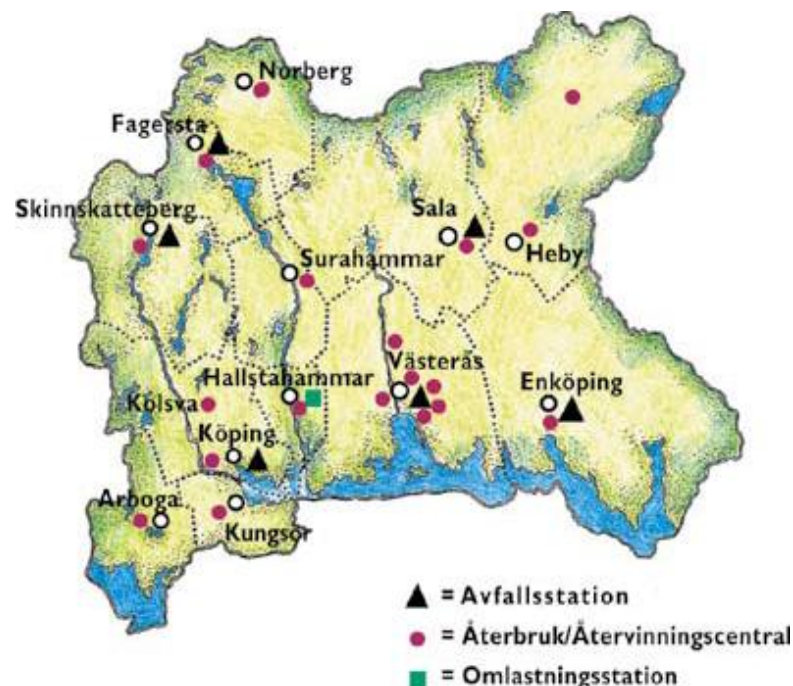 Norberg
Fagersta
Skinnskatteberg
Sala
Heby
Surahammar
Västerås
Hallstahammar
Enköping
Kolsva
Köping
Arboga
Kungsör
= Avfallsstation
= Återbruk/Återvinningscentral
= Omlastningsstation